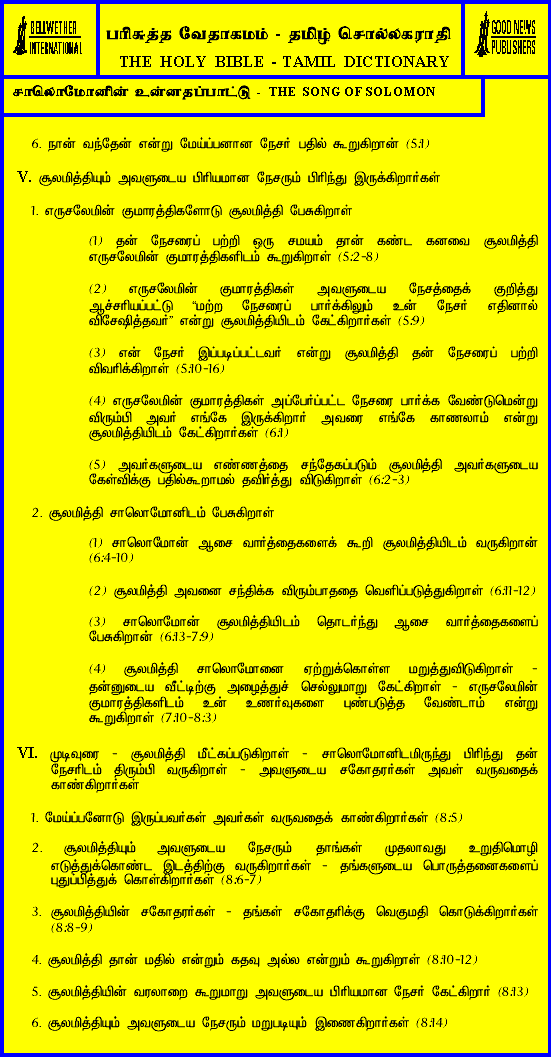 BELLWETHER
INTERNATIONAL
பரிசுத்த வேதாகமம் - தமிழ் சொல்லகராதி
THE HOLY BIBLE - TAMIL DICTIONARY
GOOD NEWS
PUBLISHERS
சாலொமோனின் உன்னதப்பாட்டு - THE SONG OF SOLOMON
6. நான் வந்தேன் என்று மேய்ப்பனான நேசர் பதில் கூறுகிறான் (5:1)
V. சூலமித்தியும் அவளுடைய பிரியமான நேசரும் பிரிந்து இருக்கிறார்கள்
1. எருசலேமின் குமாரத்திகளோடு சூலமித்தி பேசுகிறாள்
(1) தன் நேசரைப் பற்றி ஒரு சமயம் தான் கண்ட கனவை சூலமித்தி
எருசலேமின் குமாரத்திகளிடம் கூறுகிறாள் (5:2-8)
(2) எருசலேமின் குமாரத்திகள் அவளுடைய நேசத்தைக் குறித்து
ஆச்சரியப்பட்டு “மற்ற நேசரைப் பார்க்கிலும் உன் நேசர் எதினால்
விசேஷித்தவர்” என்று சூலமித்தியிடம் கேட்கிறார்கள் (5:9)
(3) என் நேசர் இப்படிப்பட்டவர் என்று சூலமித்தி தன் நேசரைப் பற்றி
விவரிக்கிறாள் (5:10-16)
(4) எருசலேமின் குமாரத்திகள் அப்பேர்ப்பட்ட நேசரை பார்க்க வேண்டுமென்று
விரும்பி அவர் எங்கே இருக்கிறார் அவரை எங்கே காணலாம் என்று
சூலமித்தியிடம் கேட்கிறார்கள் (6:1)
(5) அவர்களுடைய எண்ணத்தை சந்தேகப்படும் சூலமித்தி அவர்களுடைய
கேள்விக்கு பதில்கூறாமல் தவிர்த்து விடுகிறாள் (6:2-3)
2. சூலமித்தி சாலொமோனிடம் பேசுகிறாள்
(1) சாலொமோன் ஆசை வார்த்தைகளைக் கூறி சூலமித்தியிடம் வருகிறான்
(6:4-10)
(2) சூலமித்தி அவனை சந்திக்க விரும்பாததை வெளிப்படுத்துகிறாள் (6:11-12)
(3) சாலொமோன் சூலமித்தியிடம் தொடர்ந்து ஆசை வார்த்தைகளைப்
பேசுகிறான் (6:13-7:9)
(4) சூலமித்தி சாலொமோனை ஏற்றுக்கொள்ள மறுத்துவிடுகிறாள் -
தன்னுடைய வீட்டிற்கு அழைத்துச் செல்லுமாறு கேட்கிறாள் - எருசலேமின்
குமாரத்திகளிடம் உன் உணர்வுகளை புண்படுத்த வேண்டாம் என்று
கூறுகிறாள் (7:10-8:3)
VI. முடிவுரை - சூலமித்தி மீட்கப்படுகிறாள் - சாலொமோனிடமிருந்து பிரிந்து தன்
நேசரிடம் திரும்பி வருகிறாள் - அவளுடைய சகோதரர்கள் அவள் வருவதைக்
காண்கிறார்கள்
1. மேய்ப்பனோடு இருப்பவர்கள் அவர்கள் வருவதைக் காண்கிறார்கள் (8:5)
2. சூலமித்தியும் அவளுடைய நேசரும் தாங்கள் முதலாவது உறுதிமொழி
எடுத்துக்கொண்ட இடத்திற்கு வருகிறார்கள் - தங்களுடைய பொருத்தனைகளைப்
புதுப்பித்துக் கொள்கிறார்கள் (8:6-7)
3. சூலமித்தியின் சகோதரர்கள் - தங்கள் சகோதரிக்கு வெகுமதி கொடுக்கிறார்கள்
(8:8-9)
4. சூலமித்தி தான் மதில் என்றும் கதவு அல்ல என்றும் கூறுகிறாள் (8:10-12)
5. சூலமித்தியின் வரலாறை கூறுமாறு அவளுடைய பிரியமான நேசர் கேட்கிறார் (8:13)
6. சூலமித்தியும் அவளுடைய நேசரும் மறுபடியும் இணைகிறார்கள் (8:14)